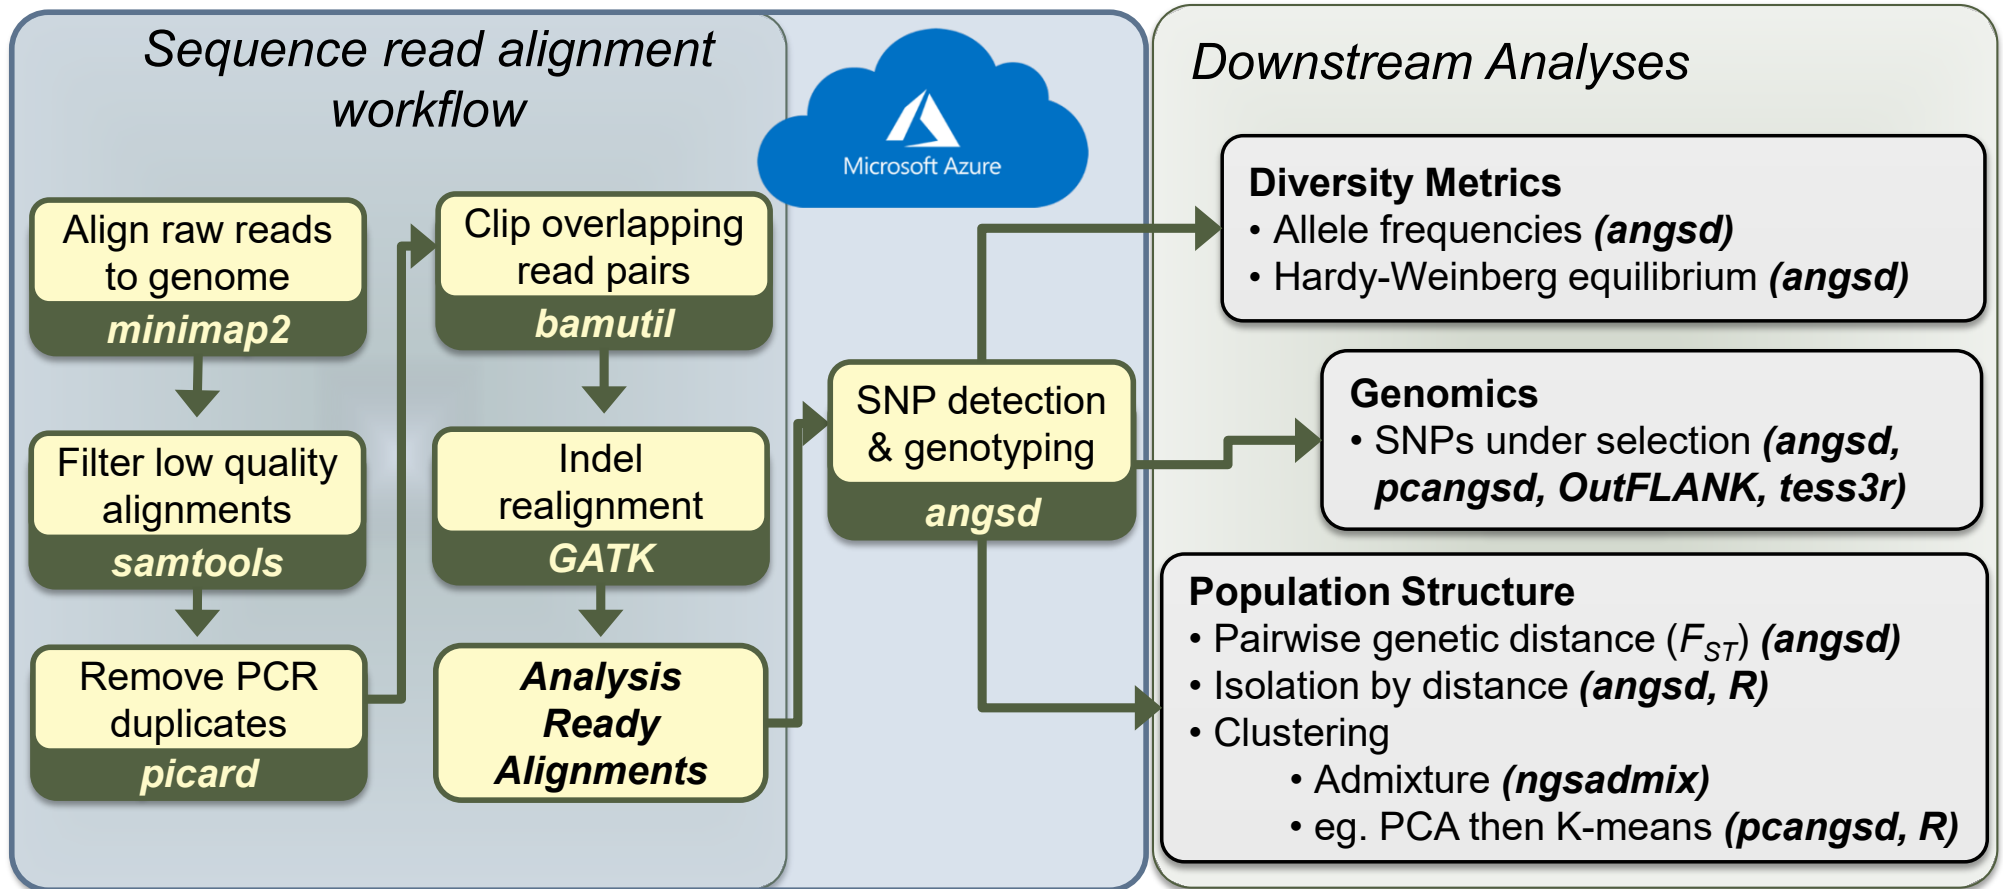 Sequence read alignment
workflow
Align raw reads
to genome
minimap2
Filter low quality
alignments
samtools
Remove PCR
duplicates
picard
Clip overlapping
read pairs
bamutil
Indel
realignment
GATK
Analysis
Ready
Alignments
Microsoft Azure
SNP detection
& genotyping
angsd
Downstream Analyses
Diversity Metrics
• Allele frequencies (angsd)
• Hardy-Weinberg equilibrium (angsd)
Genomics
• SNPs under selection (angsd,
pcangsd, OutFLANK, tess3r)
Population Structure
• Pairwise genetic distance (FST) (angsd)
• Isolation by distance (angsd, R)
• Clustering
• Admixture (ngsadmix)
• eg. PCA then K-means (pcangsd, R)